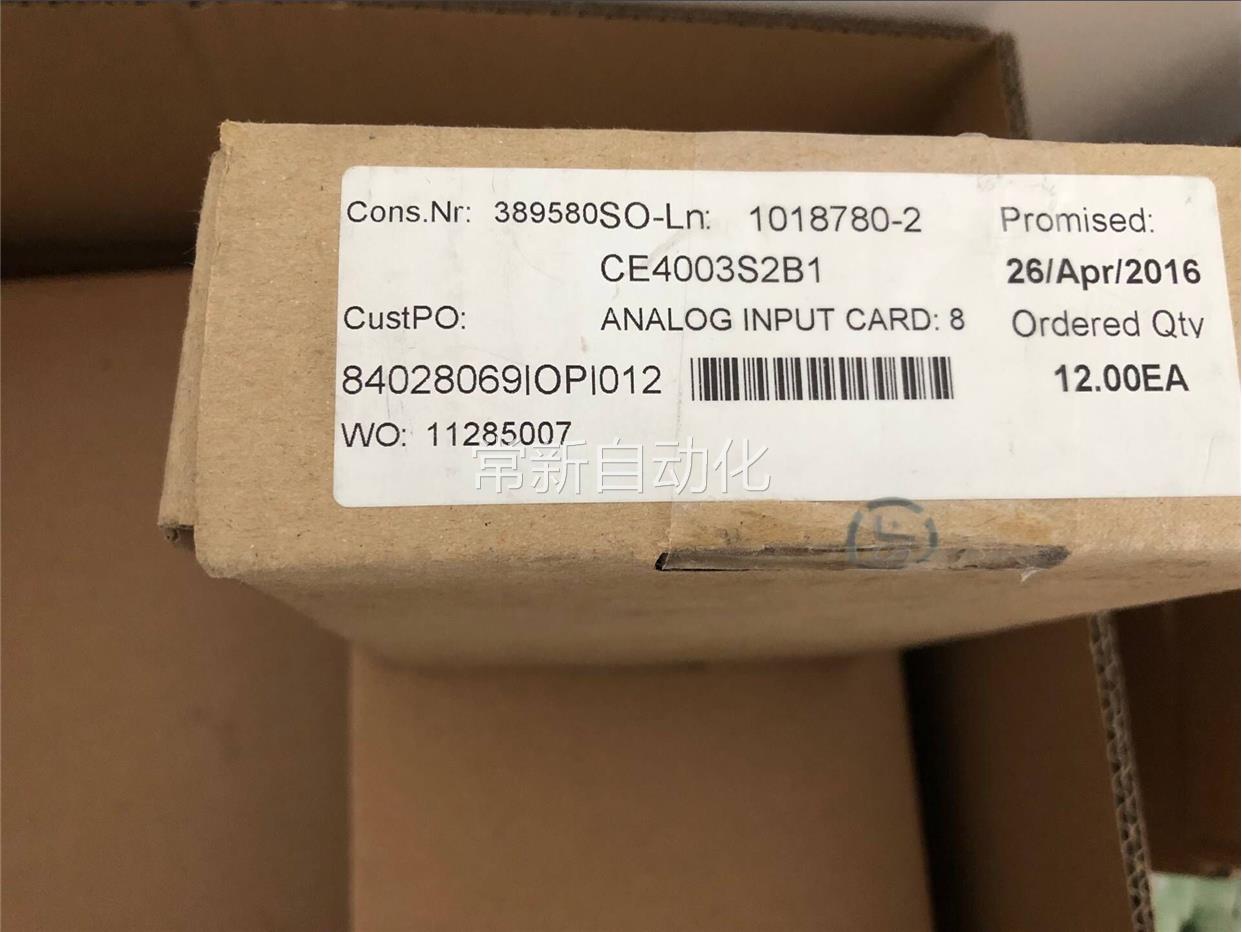 Cons.Nr: 389580SO-Ln: 1018780-2 Promised:
CE4003S2B1 26/Apr/2016
CustPO: ANALOG INPUT CARD: 8 Ordered Qty
84028069|OP|012 12.00EA
WO: 11285007
常新自动化